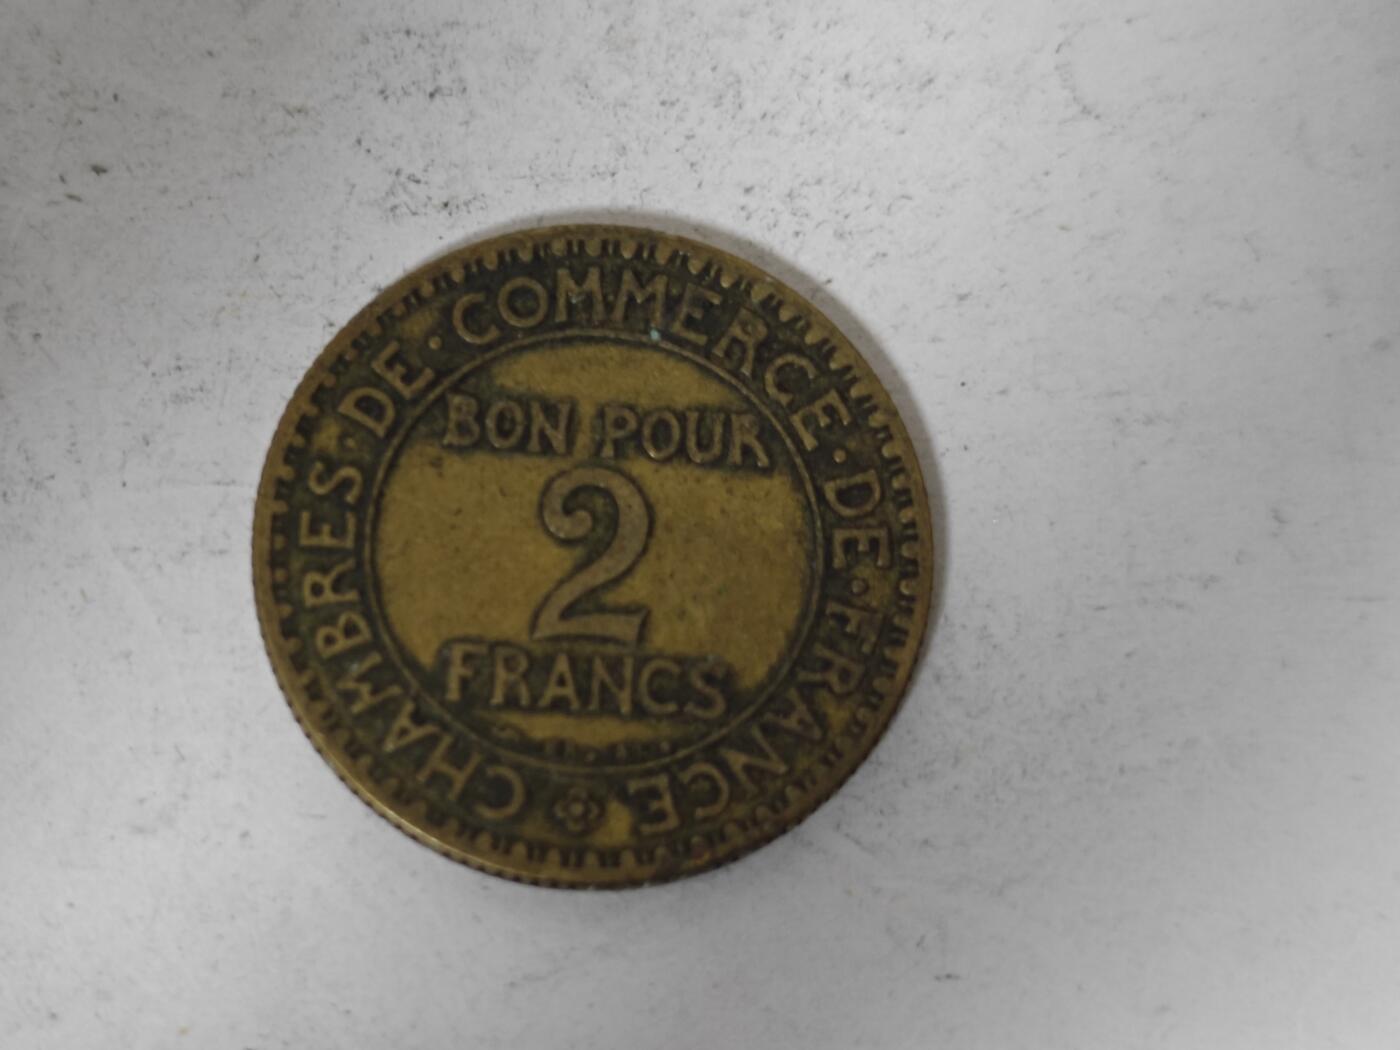 CHAMBRES · DE · COMMERCE · DE · FRANCE
BON POUR
2
FRANCS